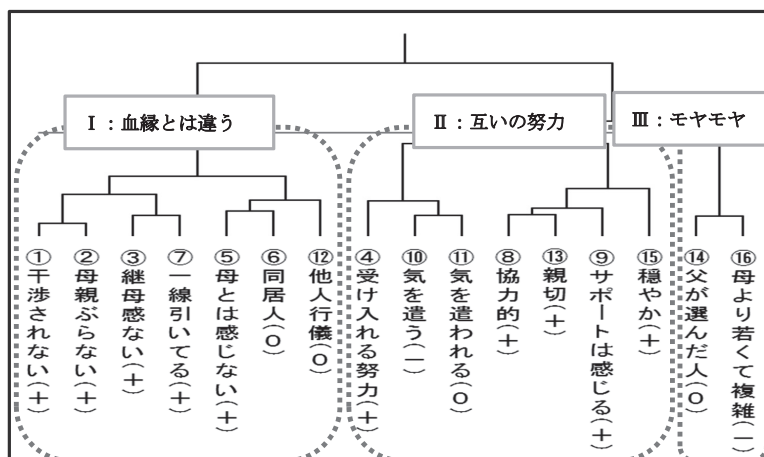 Ⅰ：血縁とは違う
Ⅱ：互いの努力
Ⅲ：モヤモヤ
①干渉されない(＋)
②母親ぶらない(＋)
③継母感ない(＋)
⑦一線引いてる(＋)
⑤母とは感じない(＋)
⑥同居人(０)
⑫他人行儀(０)
④受け入れる努力(＋)
⑩気を遣う(－)
⑪気を遣われる(０)
⑧協力的(＋)
⑬親切(＋)
⑨サポートは感じる(＋)
⑮穏やか(＋)
⑭父が選んだ人(０)
⑯母より若くて複雑(－)